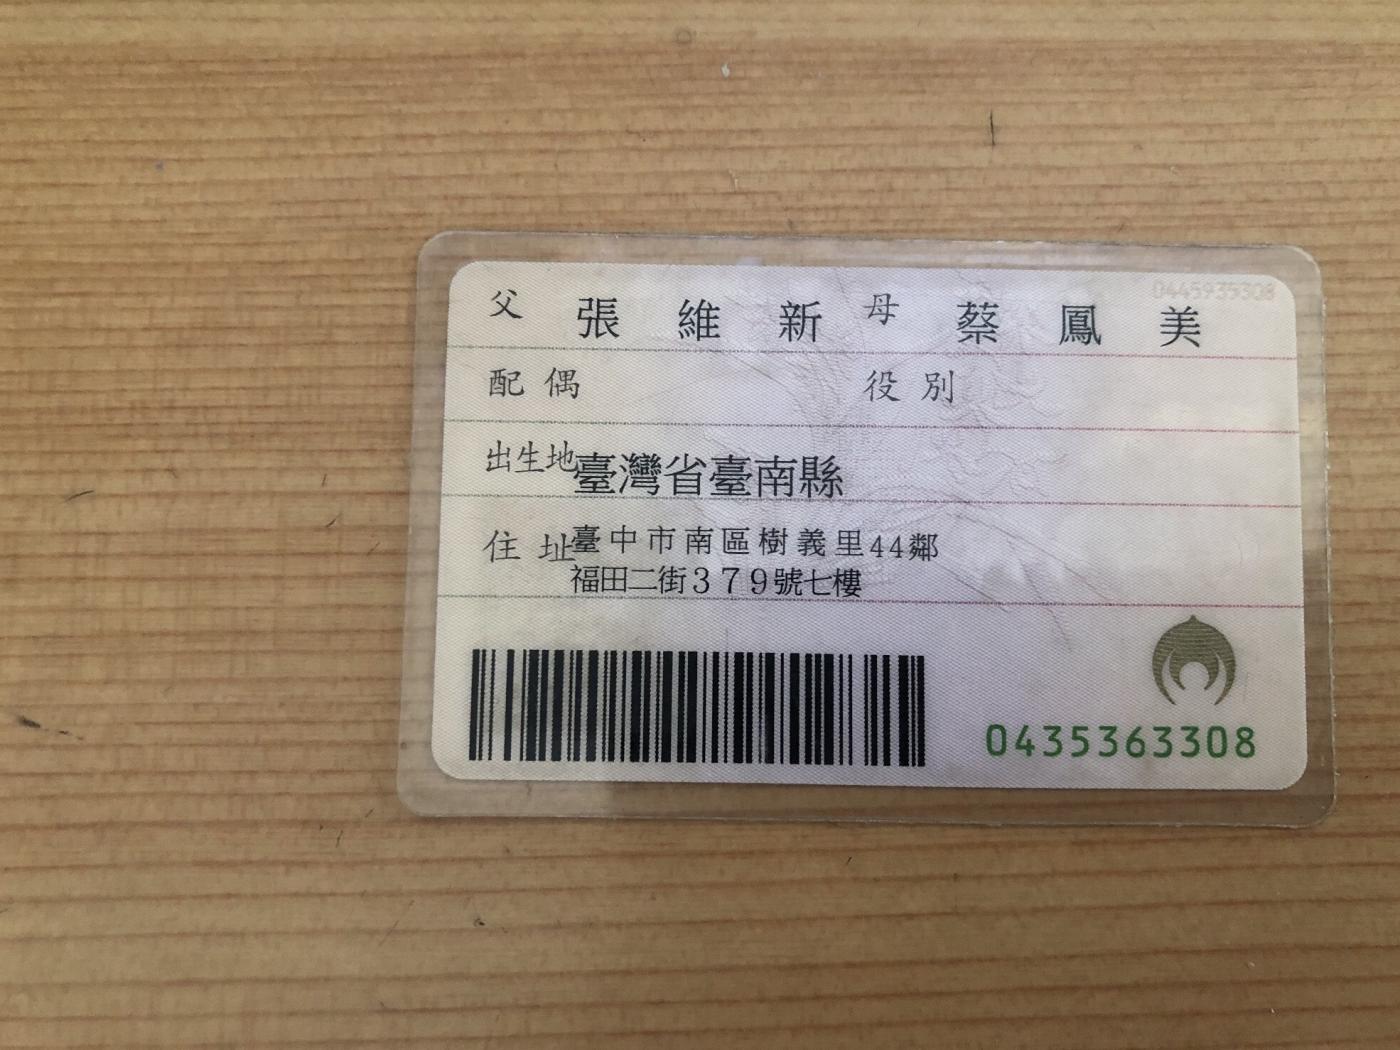 父 張維新 母 蔡鳳美
配偶 役別
出生地 臺灣省臺南縣
住址 臺中市南區樹義里44鄰
福田二街379號七樓
0435363308